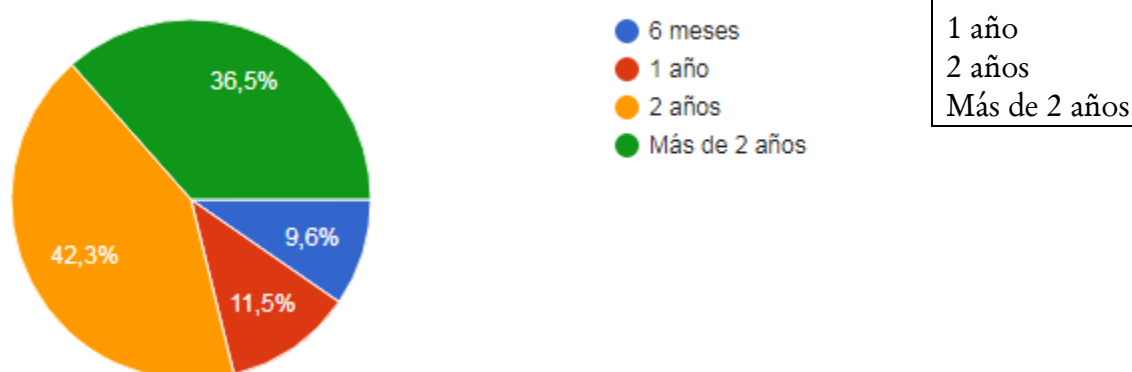 36,5%
42,3%
9,6%
11,5%
6 meses
1 año
2 años
Más de 2 años
1 año
2 años
Más de 2 años